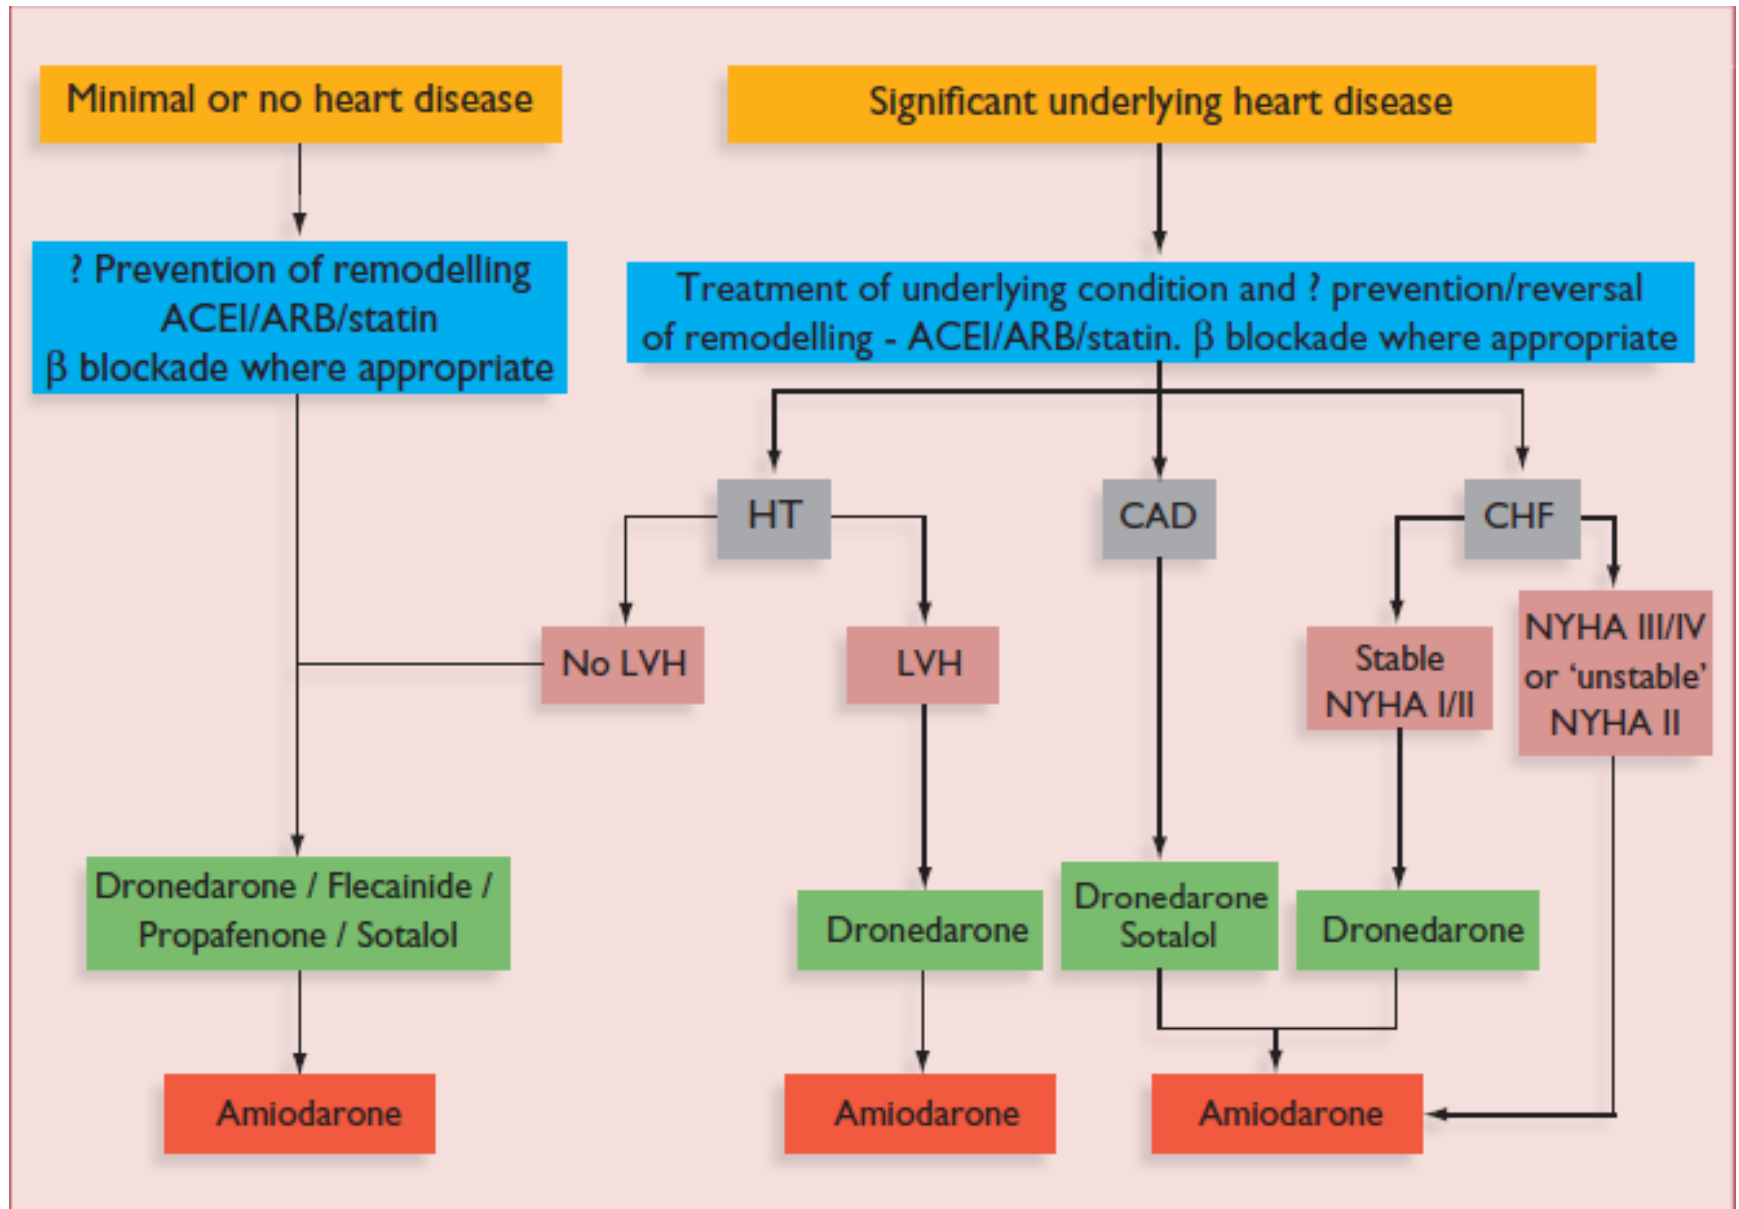 Minimal or no heart disease
Significant underlying heart disease
? Prevention of remodelling
ACEI/ARB/statin
β blockade where appropriate
Treatment of underlying condition and ? prevention/reversal
of remodelling - ACEI/ARB/statin. β blockade where appropriate
HT
CAD
CHF
No LVH
LVH
Stable
NYHA I/II
NYHA III/IV
or ‘unstable’
NYHA II
Dronedarone / Flecainide /
Propafenone / Sotalol
Dronedarone
Dronedarone
Sotalol
Dronedarone
Amiodarone
Amiodarone
Amiodarone